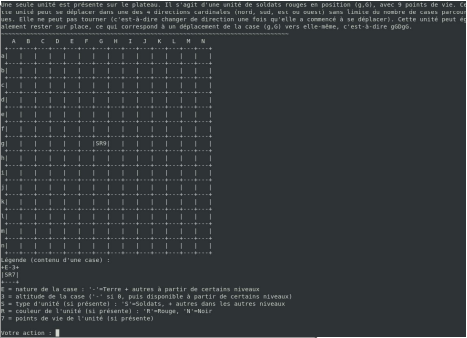 une seule unité est présente sur le plateau. Il s'agit d'une unité de soldats rouges en position (g,G), avec 9 points de vie. Ce
tte unité peut se déplacer dans une des 4 directions cardinales (nord, sud, est ou ouest) sans limite du nombre de cases parcour
ues. Elle ne peut pas tourner (c'est-à-dire changer de direction une fois qu'elle a commencé à se déplacer). Cette unité peut ég
alement rester sur place, ce qui correspond à un déplacement de la case (g,G) vers elle-même, c'est-à-dire gGgG.
A B C D E F G H I J K L M N
a
b
c
d
e
f
g |SR9|
h
i
j
k
l
m
n
Légende (contenu d'une case) :
+E-3+
|SR7|
+---+
E = nature de la case : '-'=Terre + autres à partir de certains niveaux
3 = altitude de la case ('-' si 0, puis disponible à partir de certains niveaux)
S = type d'unité (si présente) : 'S'=Soldats, + autres dans les autres niveaux
R = couleur de l'unité (si présente) : 'R'=Rouge, 'N'=Noir
7 = points de vie de l'unité (si présente)
Votre action :